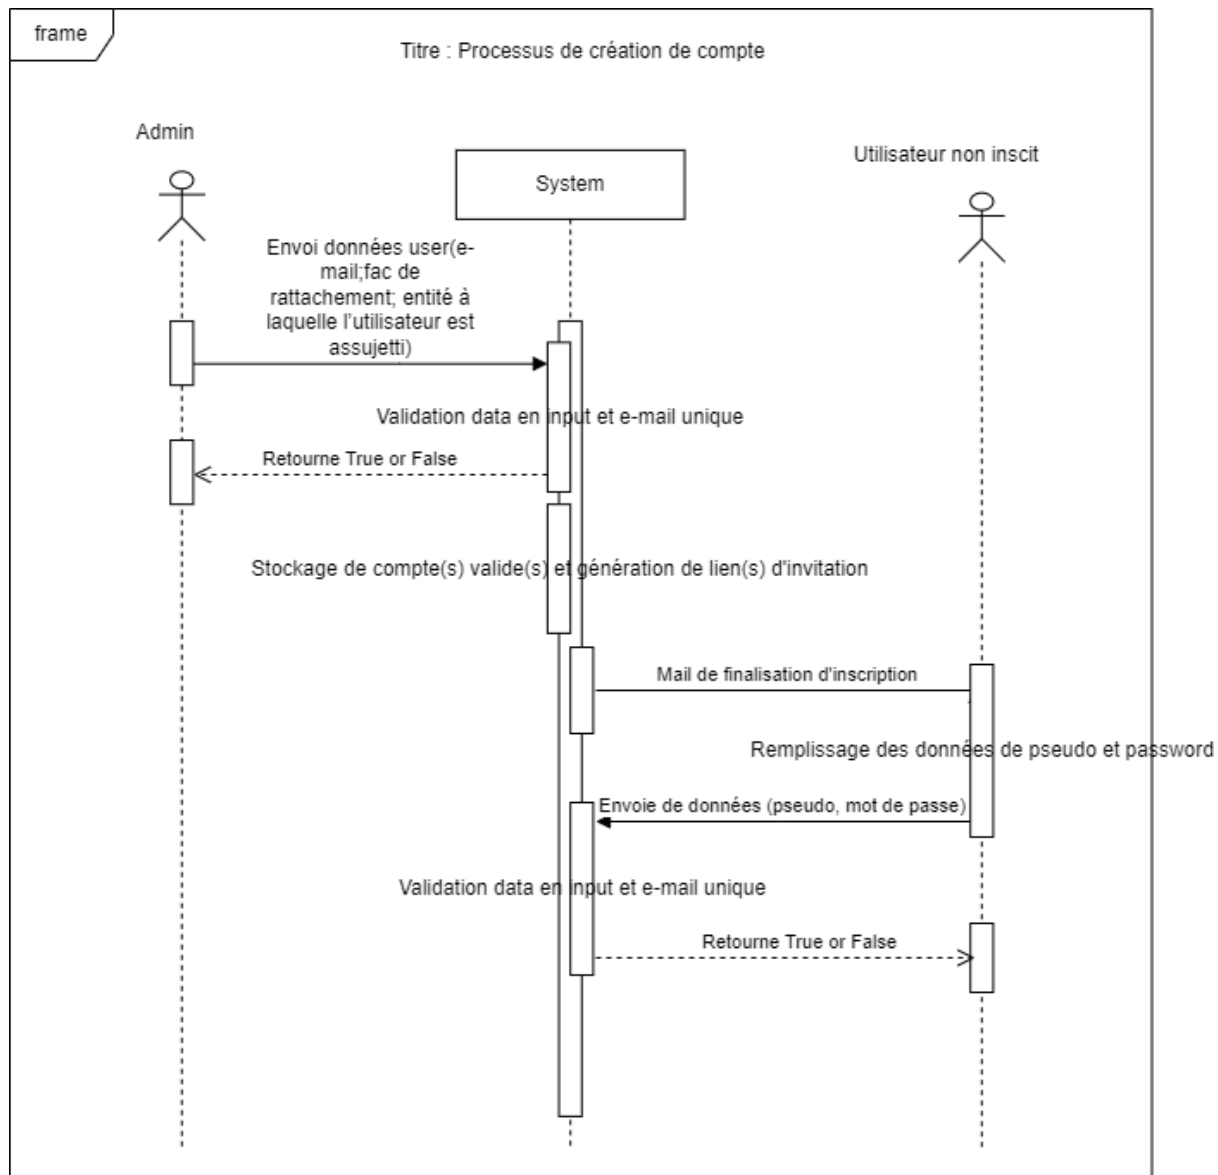 frame
Titre : Processus de création de compte
Admin
System
Utilisateur non inscit
Envoi données user(e-
mail;fac de
rattachement; entité à
laquelle l'utilisateur est
assujetti)
Validation data en input et e-mail unique
Retourne True or False
Stockage de compte(s) valide(s) et génération de lien(s) d'invitation
Mail de finalisation d'inscription
Remplissage des données de pseudo et password
Envoie de données (pseudo, mot de passe)
Validation data en input et e-mail unique
Retourne True or False